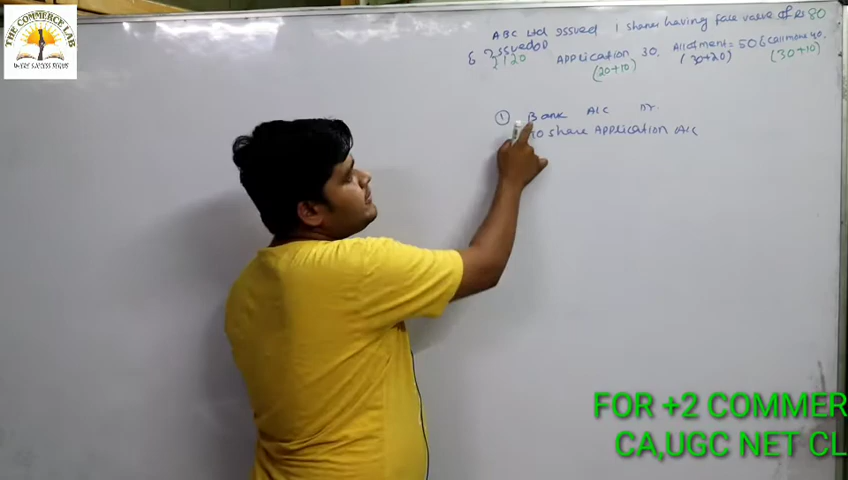 THE COMMERCE LAB
ABC Ltd issued 1 share having face value of Rs 80
& issued @ 120 Application 30, Allotment = 50 & call money 40,
(20+10) (30+20) (30+10)
① Bank A/c Dr.
To share Application A/c
FOR +2 COMMER
CA,UGC NET & CL